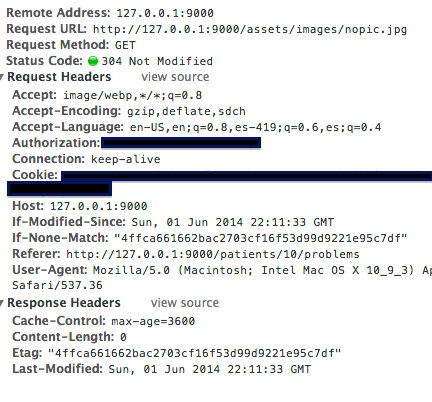 Remote Address: 127.0.0.1:9000
Request URL: http://127.0.0.1:9000/assets/images/nopic.jpg
Request Method: GET
Status Code: 304 Not Modified
Request Headers view source
Accept: image/webp,*/*;q=0.8
Accept-Encoding: gzip,deflate,sdch
Accept-Language: en-US,en;q=0.8,es-419;q=0.6,es;q=0.4
Authorization:
Connection: keep-alive
Cookie:
Host: 127.0.0.1:9000
If-Modified-Since: Sun, 01 Jun 2014 22:11:33 GMT
If-None-Match: "4ffca661662bac2703cf16f53d99d9221e95c7df"
Referer: http://127.0.0.1:9000/patients/10/problems
User-Agent: Mozilla/5.0 (Macintosh; Intel Mac OS X 10_9_3) Ap
Safari/537.36
Response Headers view source
Cache-Control: max-age=3600
Content-Length: 0
Etag: "4ffca661662bac2703cf16f53d99d9221e95c7df"
Last-Modified: Sun, 01 Jun 2014 22:11:33 GMT